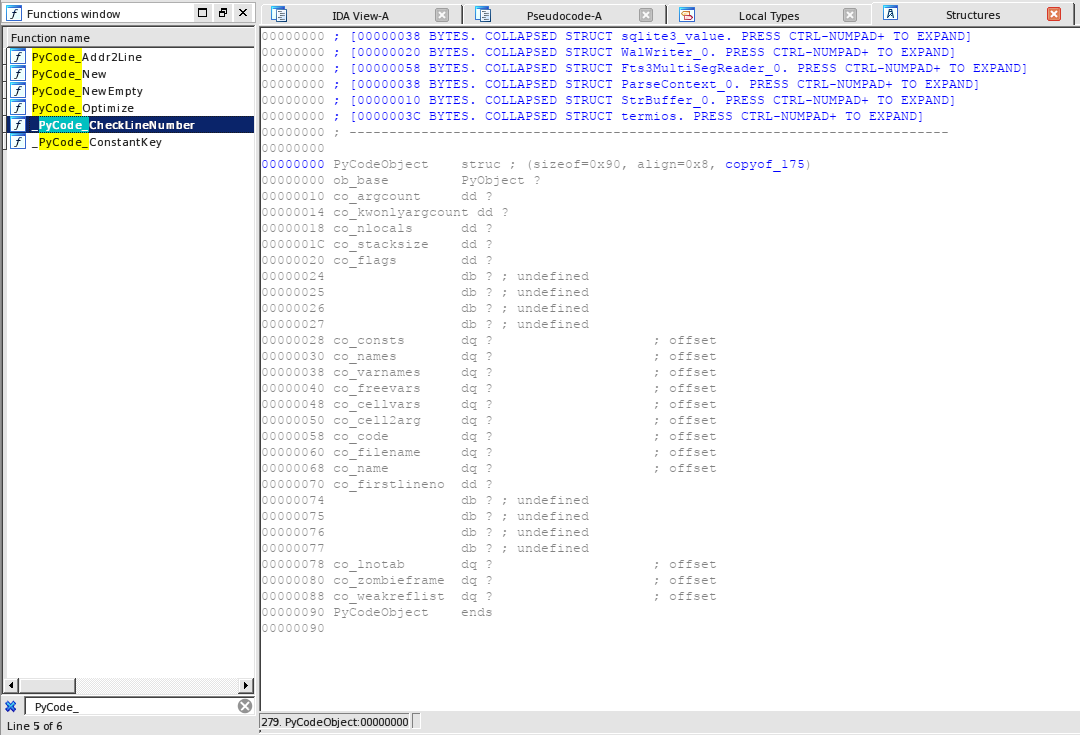 Functions window
Function name
PyCode_Addr2Line
PyCode_New
PyCode_NewEmpty
PyCode_Optimize
_PyCode_CheckLineNumber
_PyCode_ConstantKey
PyCode_
Line 5 of 6
IDA View-A
Pseudocode-A
Local Types
Structures
00000000 ; [00000038 BYTES. COLLAPSED STRUCT sqlite3_value. PRESS CTRL-NUMPAD+ TO EXPAND]
00000000 ; [00000020 BYTES. COLLAPSED STRUCT WalWriter_0. PRESS CTRL-NUMPAD+ TO EXPAND]
00000000 ; [00000058 BYTES. COLLAPSED STRUCT Fts3MultiSegReader_0. PRESS CTRL-NUMPAD+ TO EXPAND]
00000000 ; [00000038 BYTES. COLLAPSED STRUCT ParseContext_0. PRESS CTRL-NUMPAD+ TO EXPAND]
00000000 ; [00000010 BYTES. COLLAPSED STRUCT StrBuffer_0. PRESS CTRL-NUMPAD+ TO EXPAND]
00000000 ; [0000003C BYTES. COLLAPSED STRUCT termios. PRESS CTRL-NUMPAD+ TO EXPAND]
00000000 ; ---------------------------------------------------------------------------
00000000
00000000 PyCodeObject    struc ; (sizeof=0x90, align=0x8, copyof_175)
00000000 ob_base         PyObject ?
00000010 co_argcount     dd ?
00000014 co_kwonlyargcount dd ?
00000018 co_nlocals      dd ?
0000001C co_stacksize    dd ?
00000020 co_flags        dd ?
00000024                 db ? ; undefined
00000025                 db ? ; undefined
00000026                 db ? ; undefined
00000027                 db ? ; undefined
00000028 co_consts       dq ?                    ; offset
00000030 co_names        dq ?                    ; offset
00000038 co_varnames     dq ?                    ; offset
00000040 co_freevars     dq ?                    ; offset
00000048 co_cellvars     dq ?                    ; offset
00000050 co_cell2arg     dq ?                    ; offset
00000058 co_code         dq ?                    ; offset
00000060 co_filename     dq ?                    ; offset
00000068 co_name         dq ?                    ; offset
00000070 co_firstlineno  dd ?
00000074                 db ? ; undefined
00000075                 db ? ; undefined
00000076                 db ? ; undefined
00000077                 db ? ; undefined
00000078 co_lnotab       dq ?                    ; offset
00000080 co_zombieframe  dq ?                    ; offset
00000088 co_weakreflist  dq ?                    ; offset
00000090 PyCodeObject    ends
00000090
279. PyCodeObject:00000000